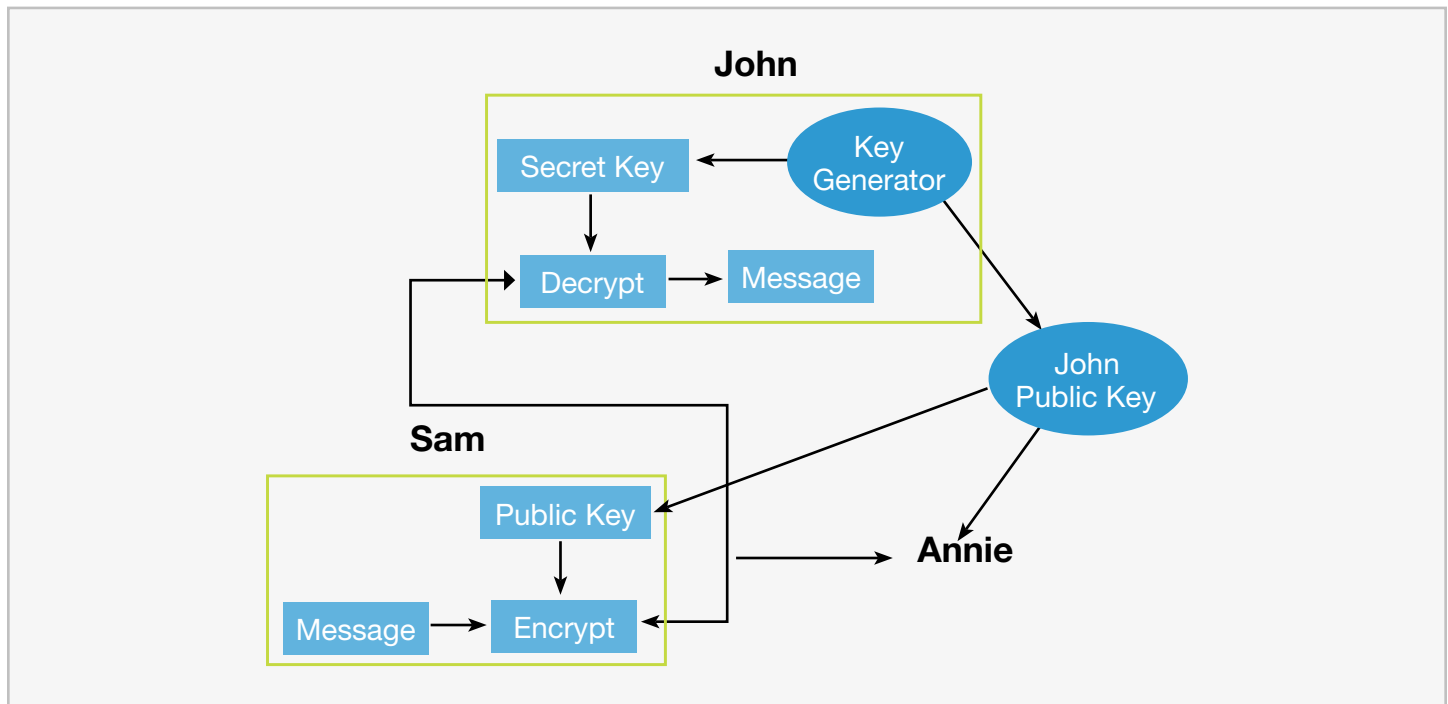 John
Secret Key
Key
Generator
Decrypt
Message
John
Public Key
Sam
Public Key
Annie
Message
Encrypt